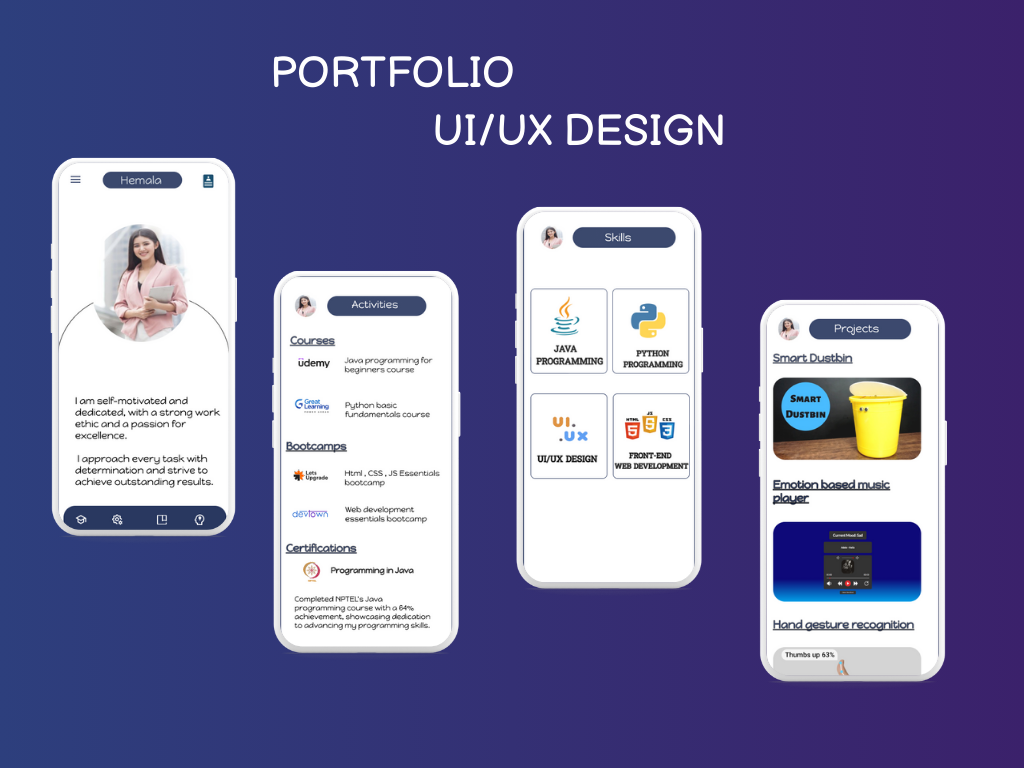 PORTFOLIO
UI/UX DESIGN
Hemala
I am self-motivated and
dedicated, with a strong work
ethic and a passion for
excellence.
I approach every task with
determination and strive to
achieve outstanding results.
Activities
Courses
ûdemy
Java programming for
beginners course
Great
Learning
Python basic
fundamentals course
Bootcamps
Lets
Upgrade
Html , CSS , JS Essentials
bootcamp
devtown
Web development
essentials bootcamp
Certifications
Programming in Java
Completed NPTEL's Java
programming course with a 64%
achievement, showcasing dedication
to advancing my programming skills.
Skills
JAVA
PROGRAMMING
PYTHON
PROGRAMMING
UI.
.UX
UI/UX DESIGN
HTML
JS
CSS
5
5
3
FRONT-END
WEB DEVELOPMENT
Projects
Smart Dustbin
SMART
DUSTBIN
Emotion based music
player
Current Mood: Sad
Hand gesture recognition
Thumbs up 63%